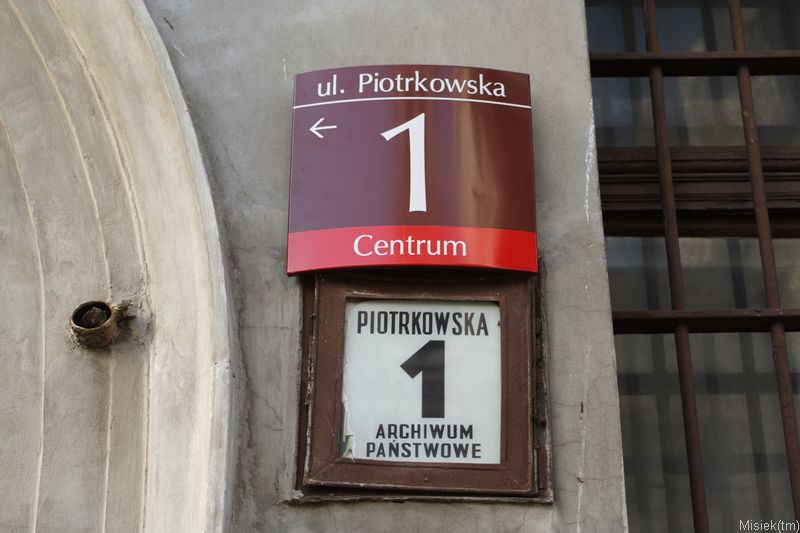 ul. Piotrkowska
← 1
Centrum
PIOTRKOWSKA
1
ARCHIWUM
PAŃSTWOWE
Misiek(tm)